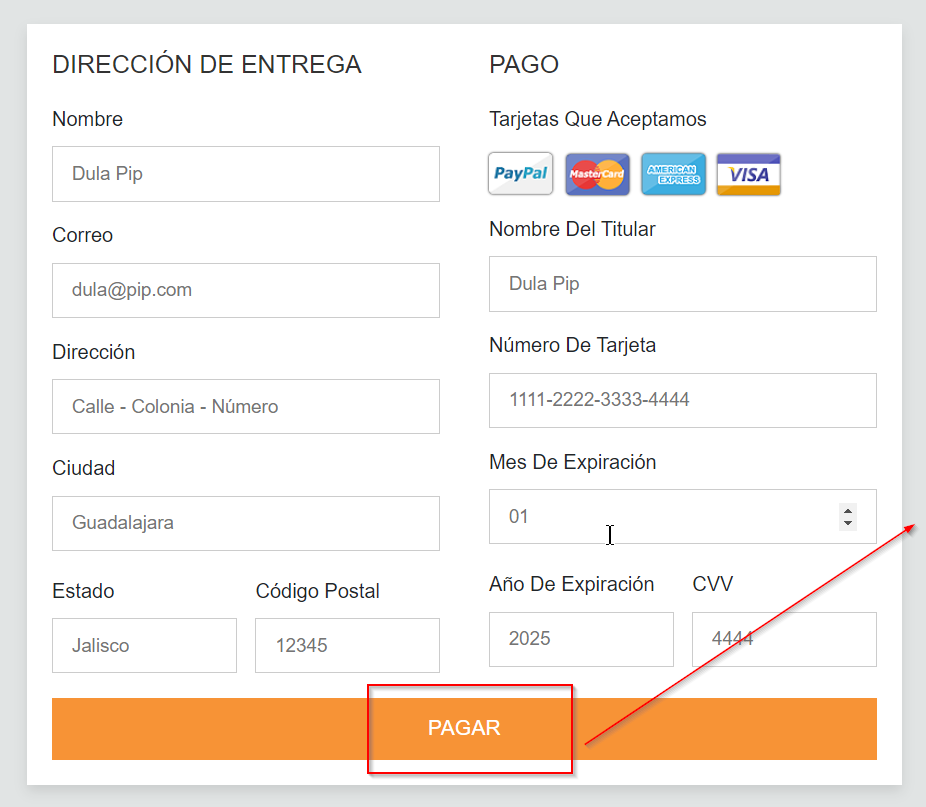 DIRECCIÓN DE ENTREGA
Nombre
Dula Pip
Correo
dula@pip.com
Dirección
Calle - Colonia - Número
Ciudad
Guadalajara
Estado
Código Postal
Jalisco
12345
PAGO
Tarjetas Que Aceptamos
PayPal
MasterCard
AMERICAN
EXPRESS
VISA
Nombre Del Titular
Dula Pip
Número De Tarjeta
1111-2222-3333-4444
Mes De Expiración
01
Año De Expiración
CVV
2025
4444
PAGAR